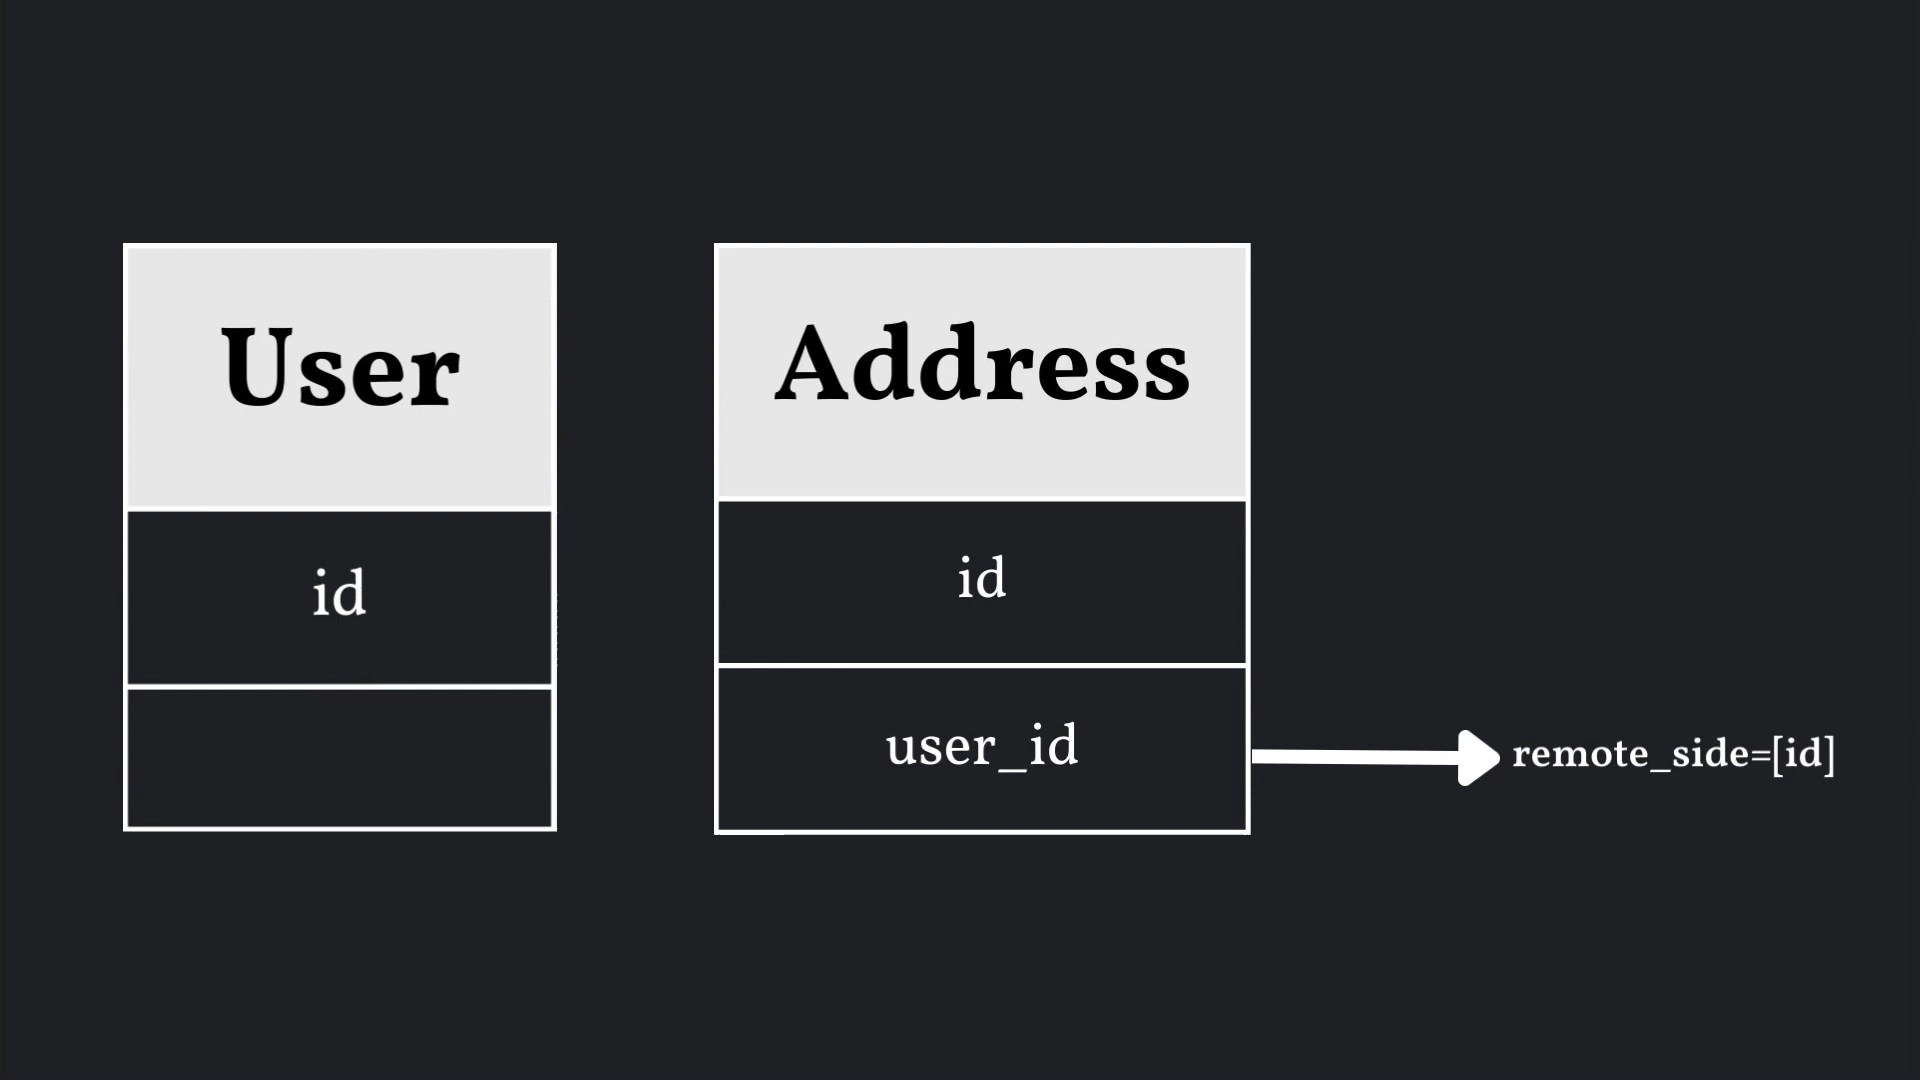 User
id
Address
id
user_id
remote_side=[id]